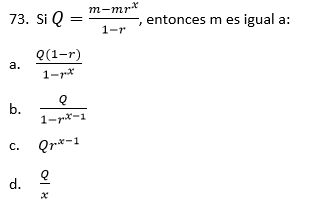 73. Si Q = (m−mr^x)/(1−r), entonces m es igual a:
a. Q(1−r)/(1−r^x)
b. Q/(1−r^(x−1))
c. Qr^(x−1)
d. Q/x